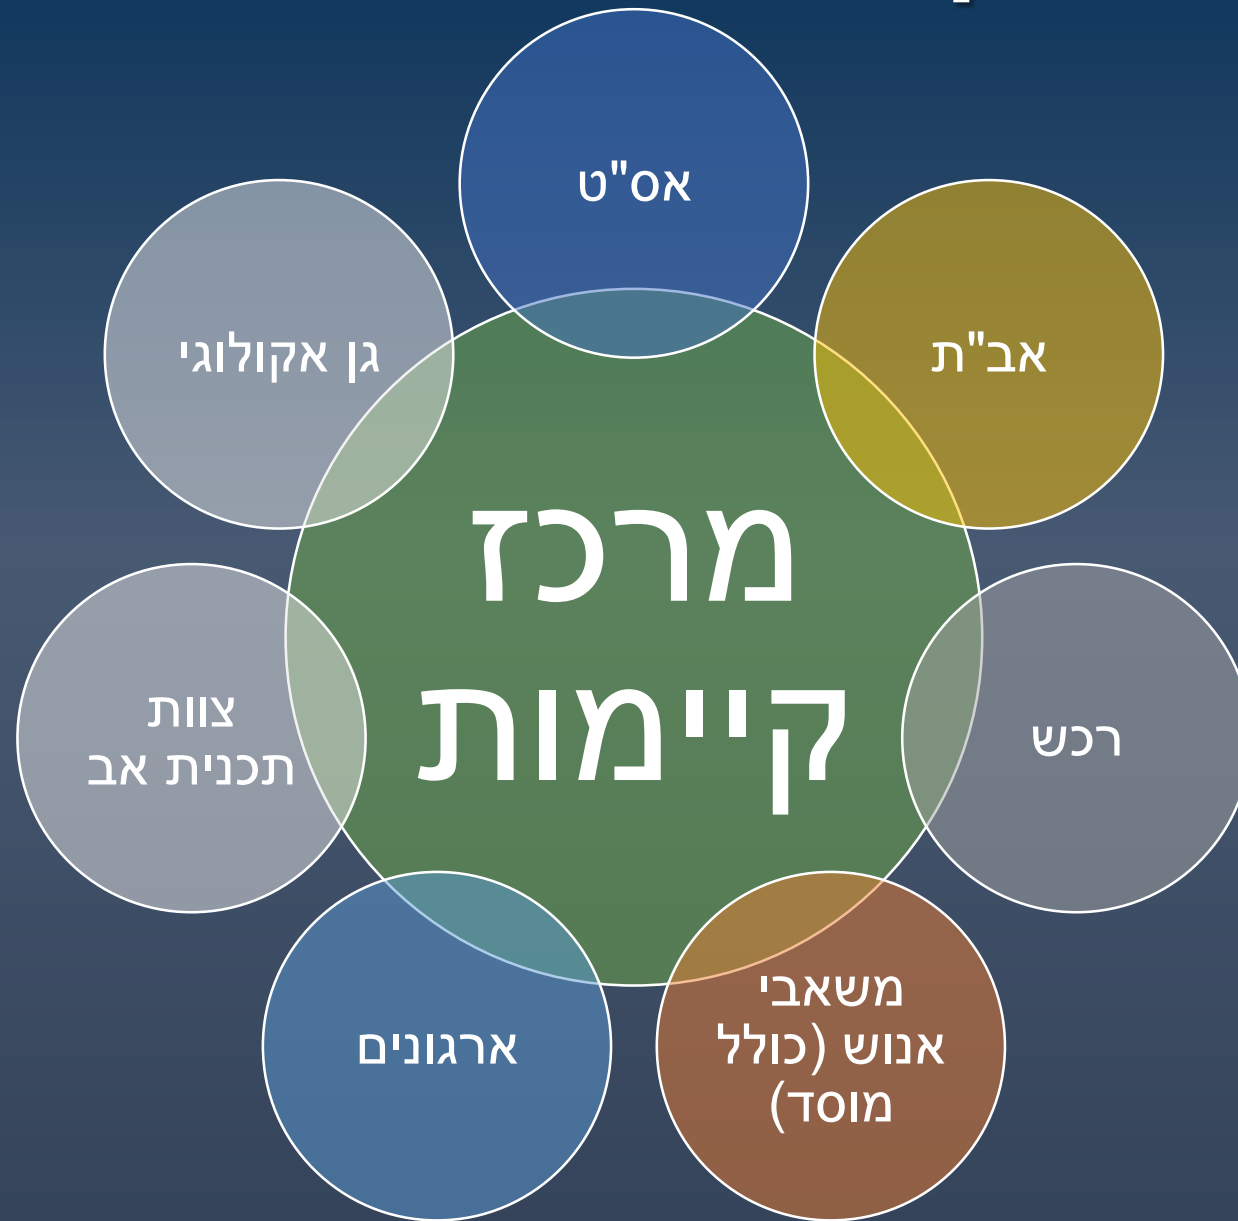 אס"ט
אב"ת
גן אקולוגי
מרכז
קיימות
רכש
צוות
תכנית אב
משאבי
אנוש (כולל
מוסד)
ארגונים